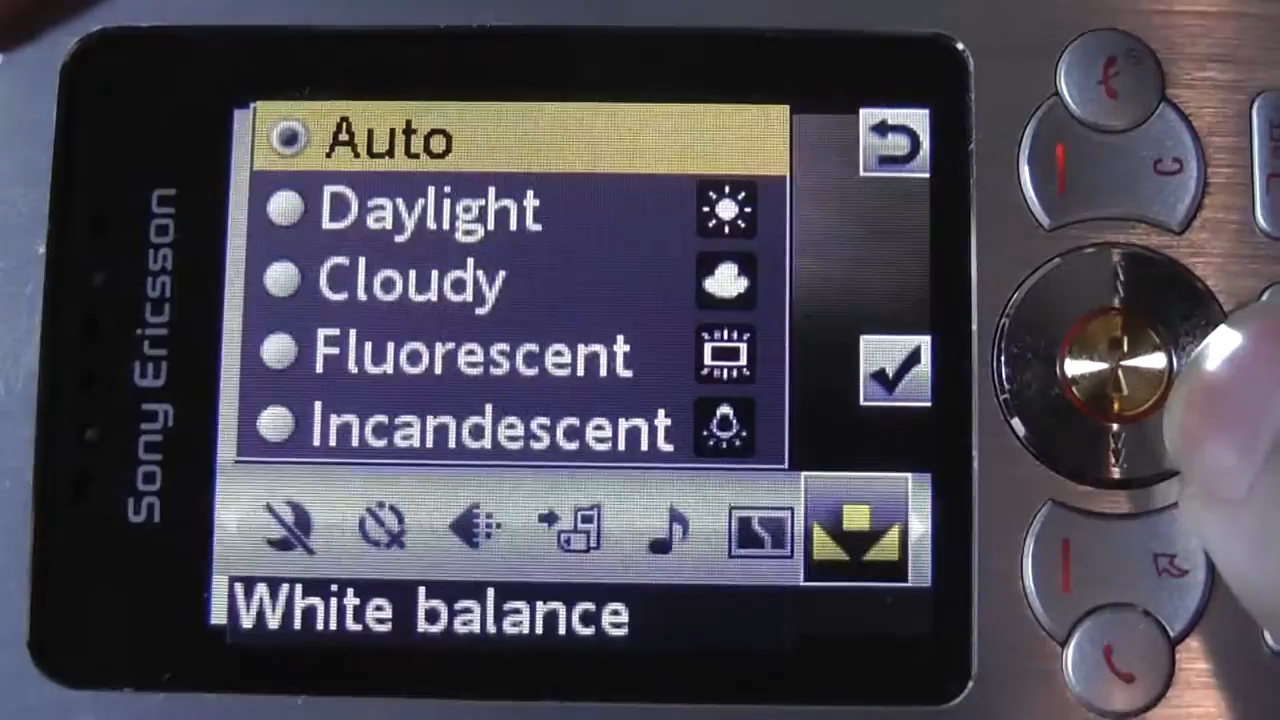 Sony Ericsson
Auto
Daylight
Cloudy
Fluorescent
Incandescent
White balance
C